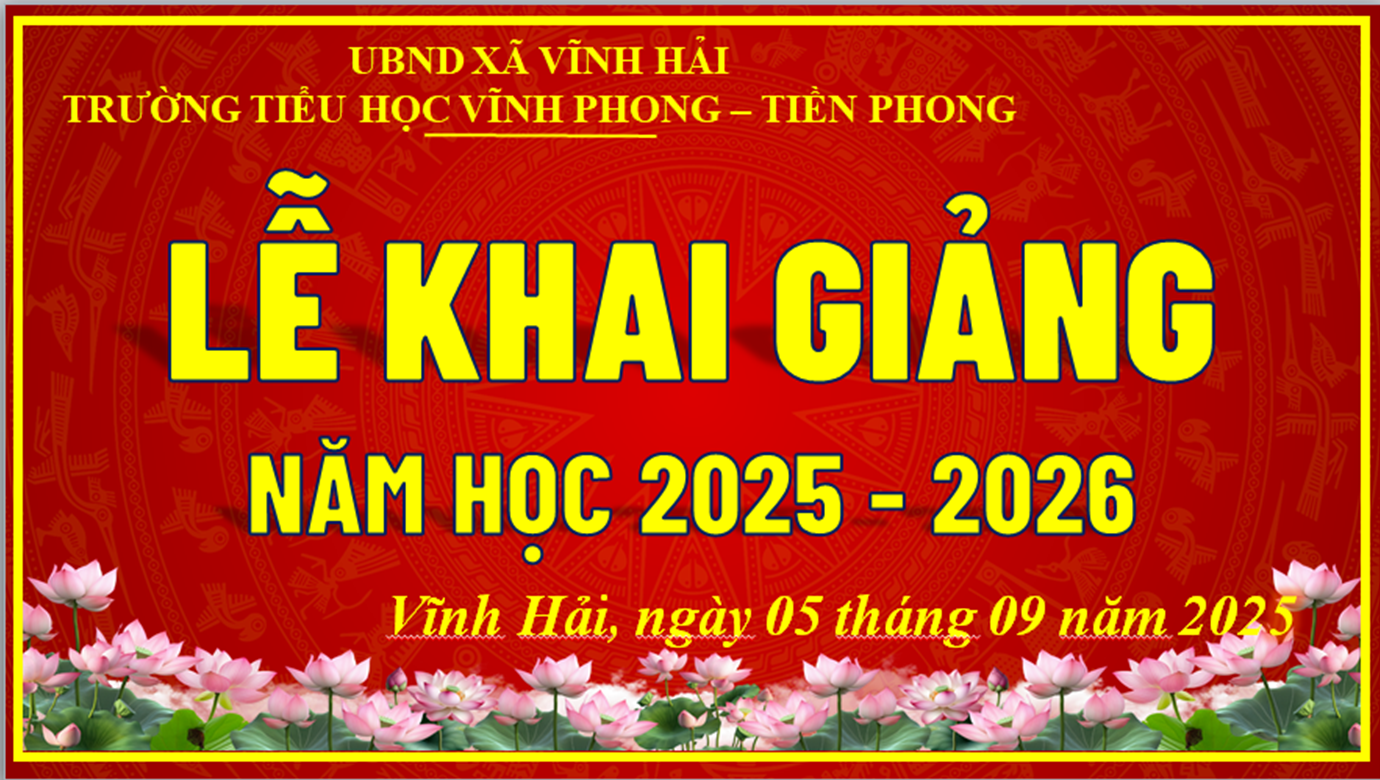 UBND XÃ VĨNH HẢI
TRƯỜNG TIỂU HỌC VĨNH PHONG – TIỀN PHONG
LỄ KHAI GIẢNG
NĂM HỌC 2025 - 2026
Vĩnh Hải, ngày 05 tháng 09 năm 2025